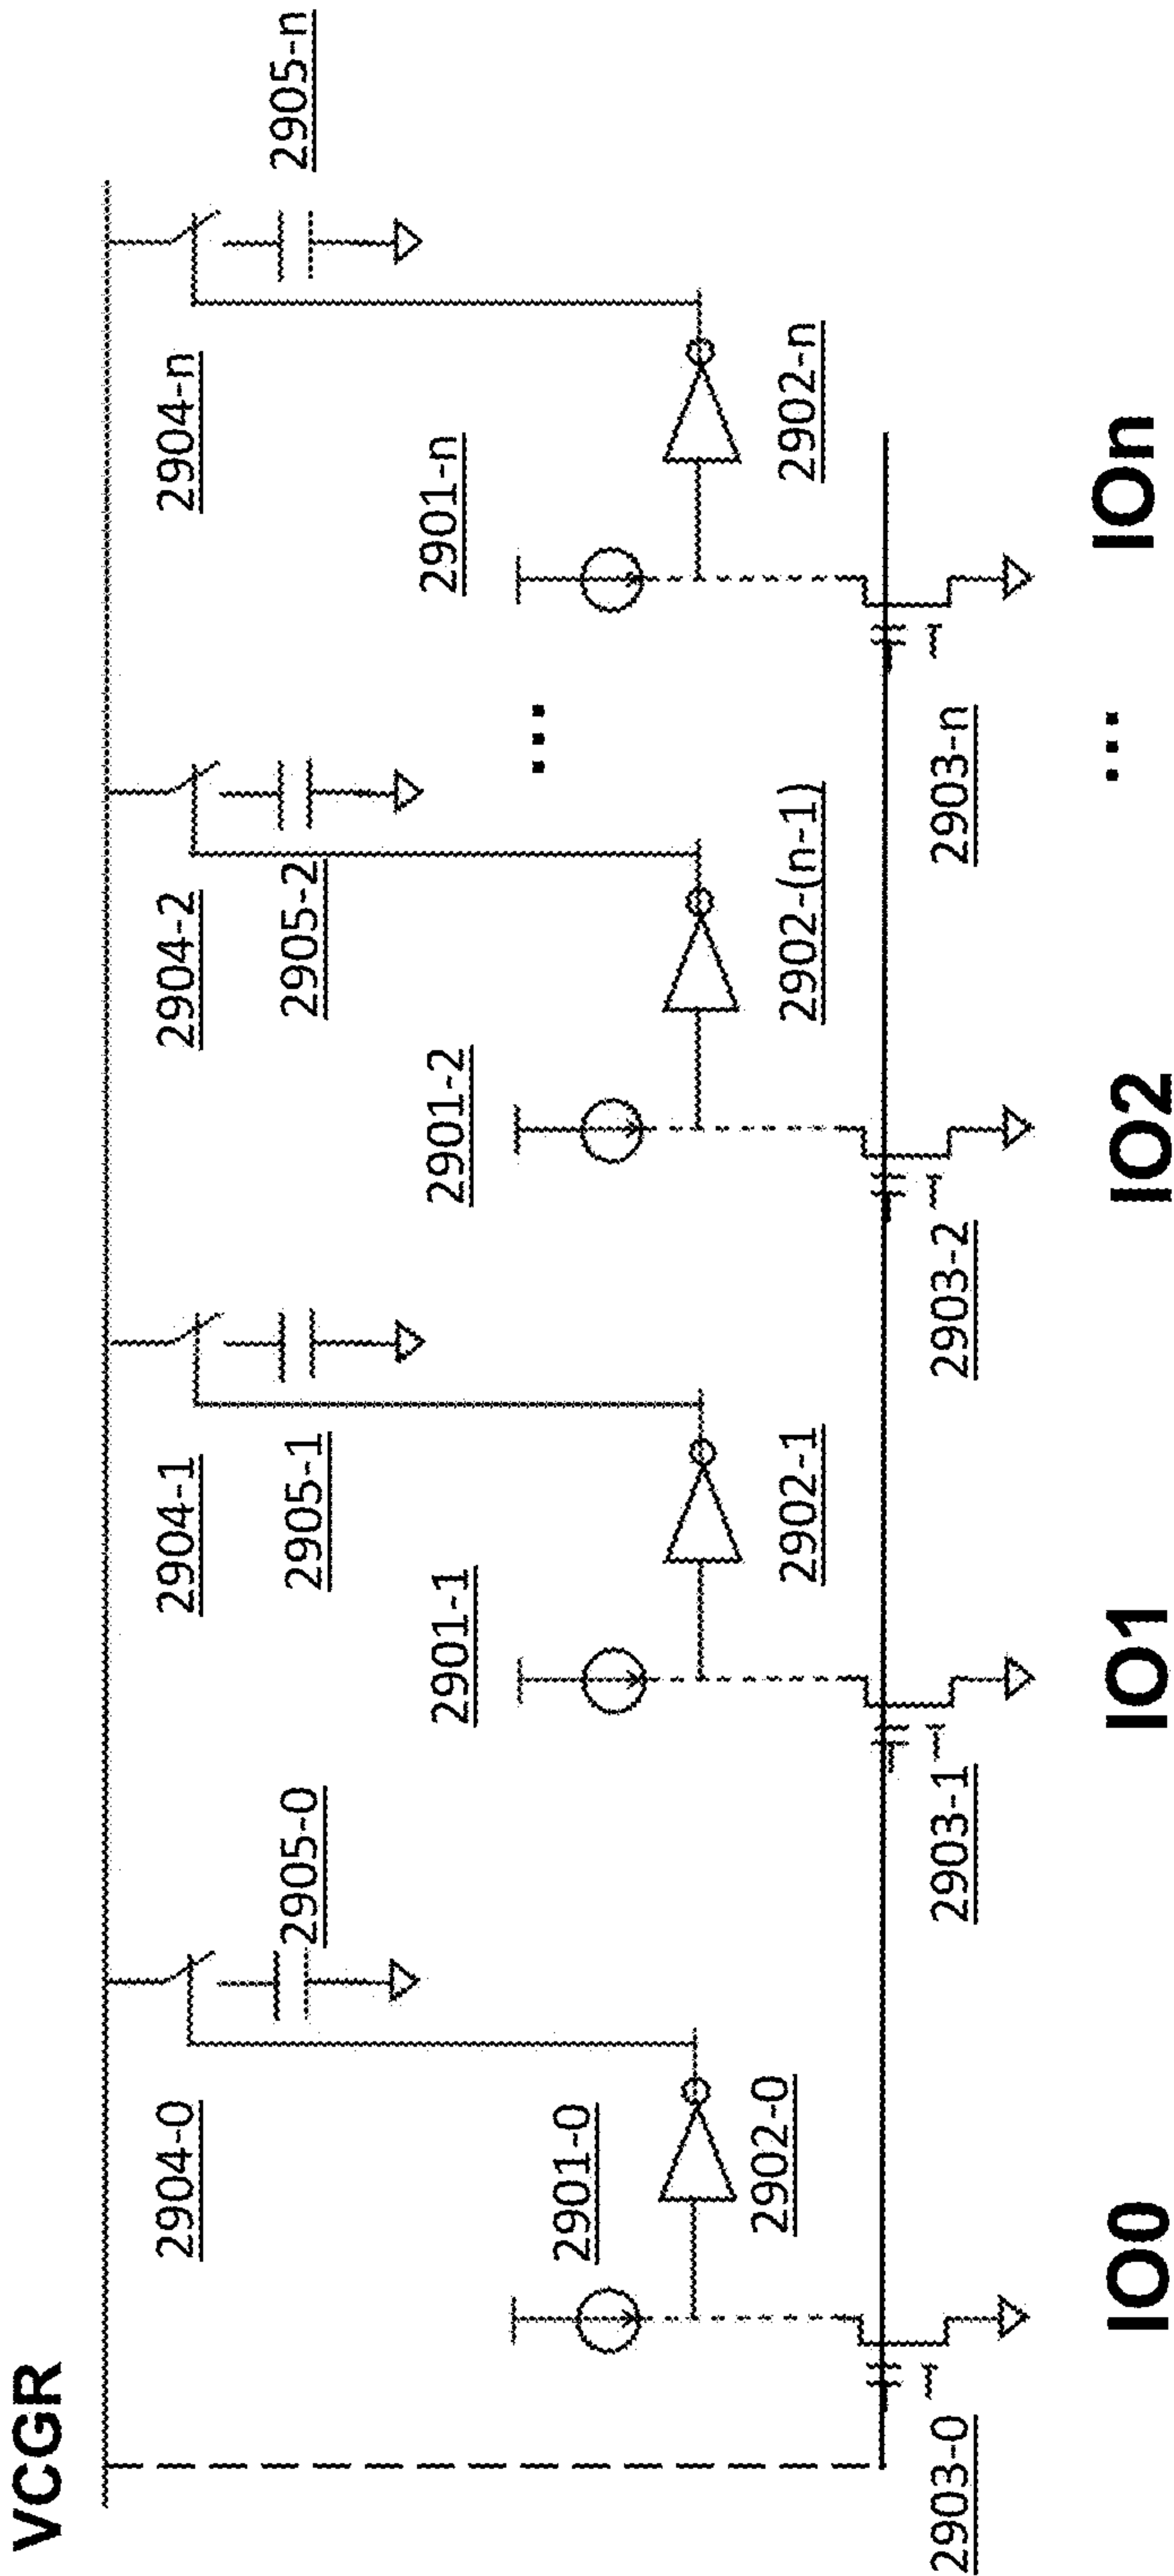 VCGR
2904-0
2905-0
2904-1
2905-1
2904-2
2905-2
2904-n
2905-n
2901-0
2901-1
2901-2
...
2901-n
2902-0
2902-1
2902-(n-1)
2902-n
2903-0
2903-1
2903-2
2903-n
IO0 IO1 IO2 ... IOn